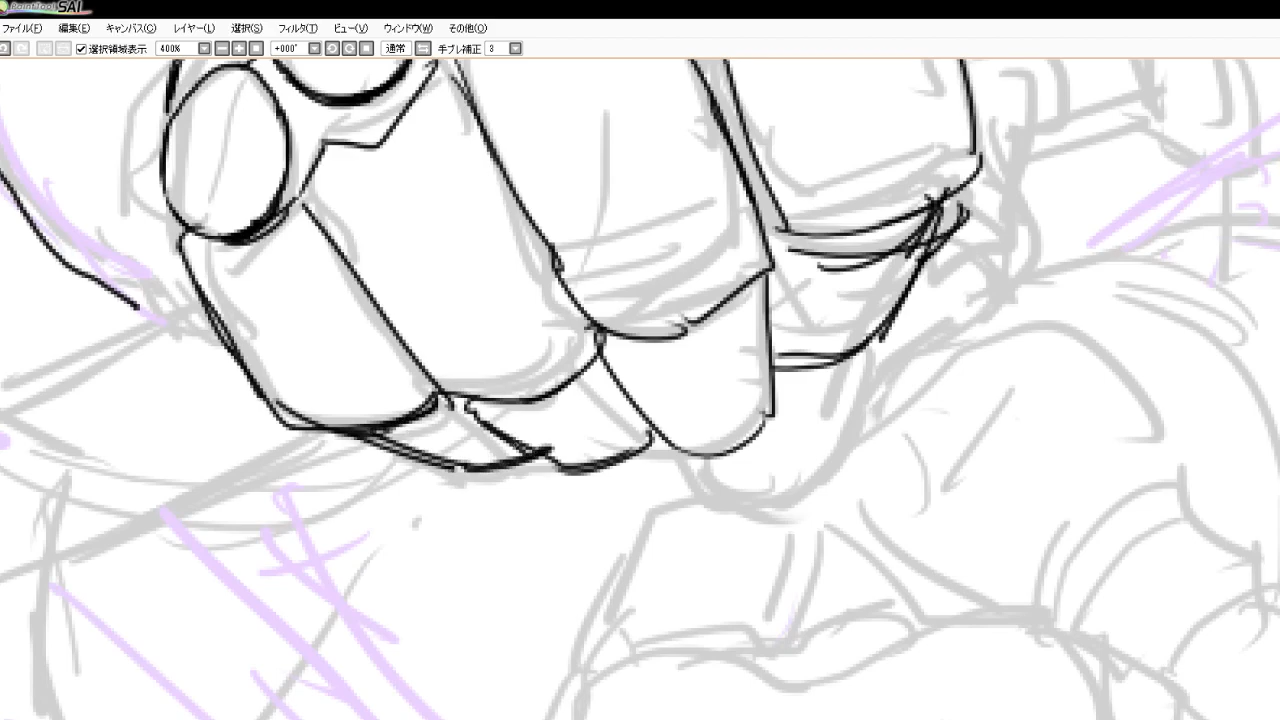 PaintTool SAI
ファイル(F) 編集(E) キャンバス(C) レイヤー(L) 選択(S) フィルタ(T) ビュー(V) ウィンドウ(W) その他(O)
選択領域表示 400% +000° 通常 手ブレ補正 3